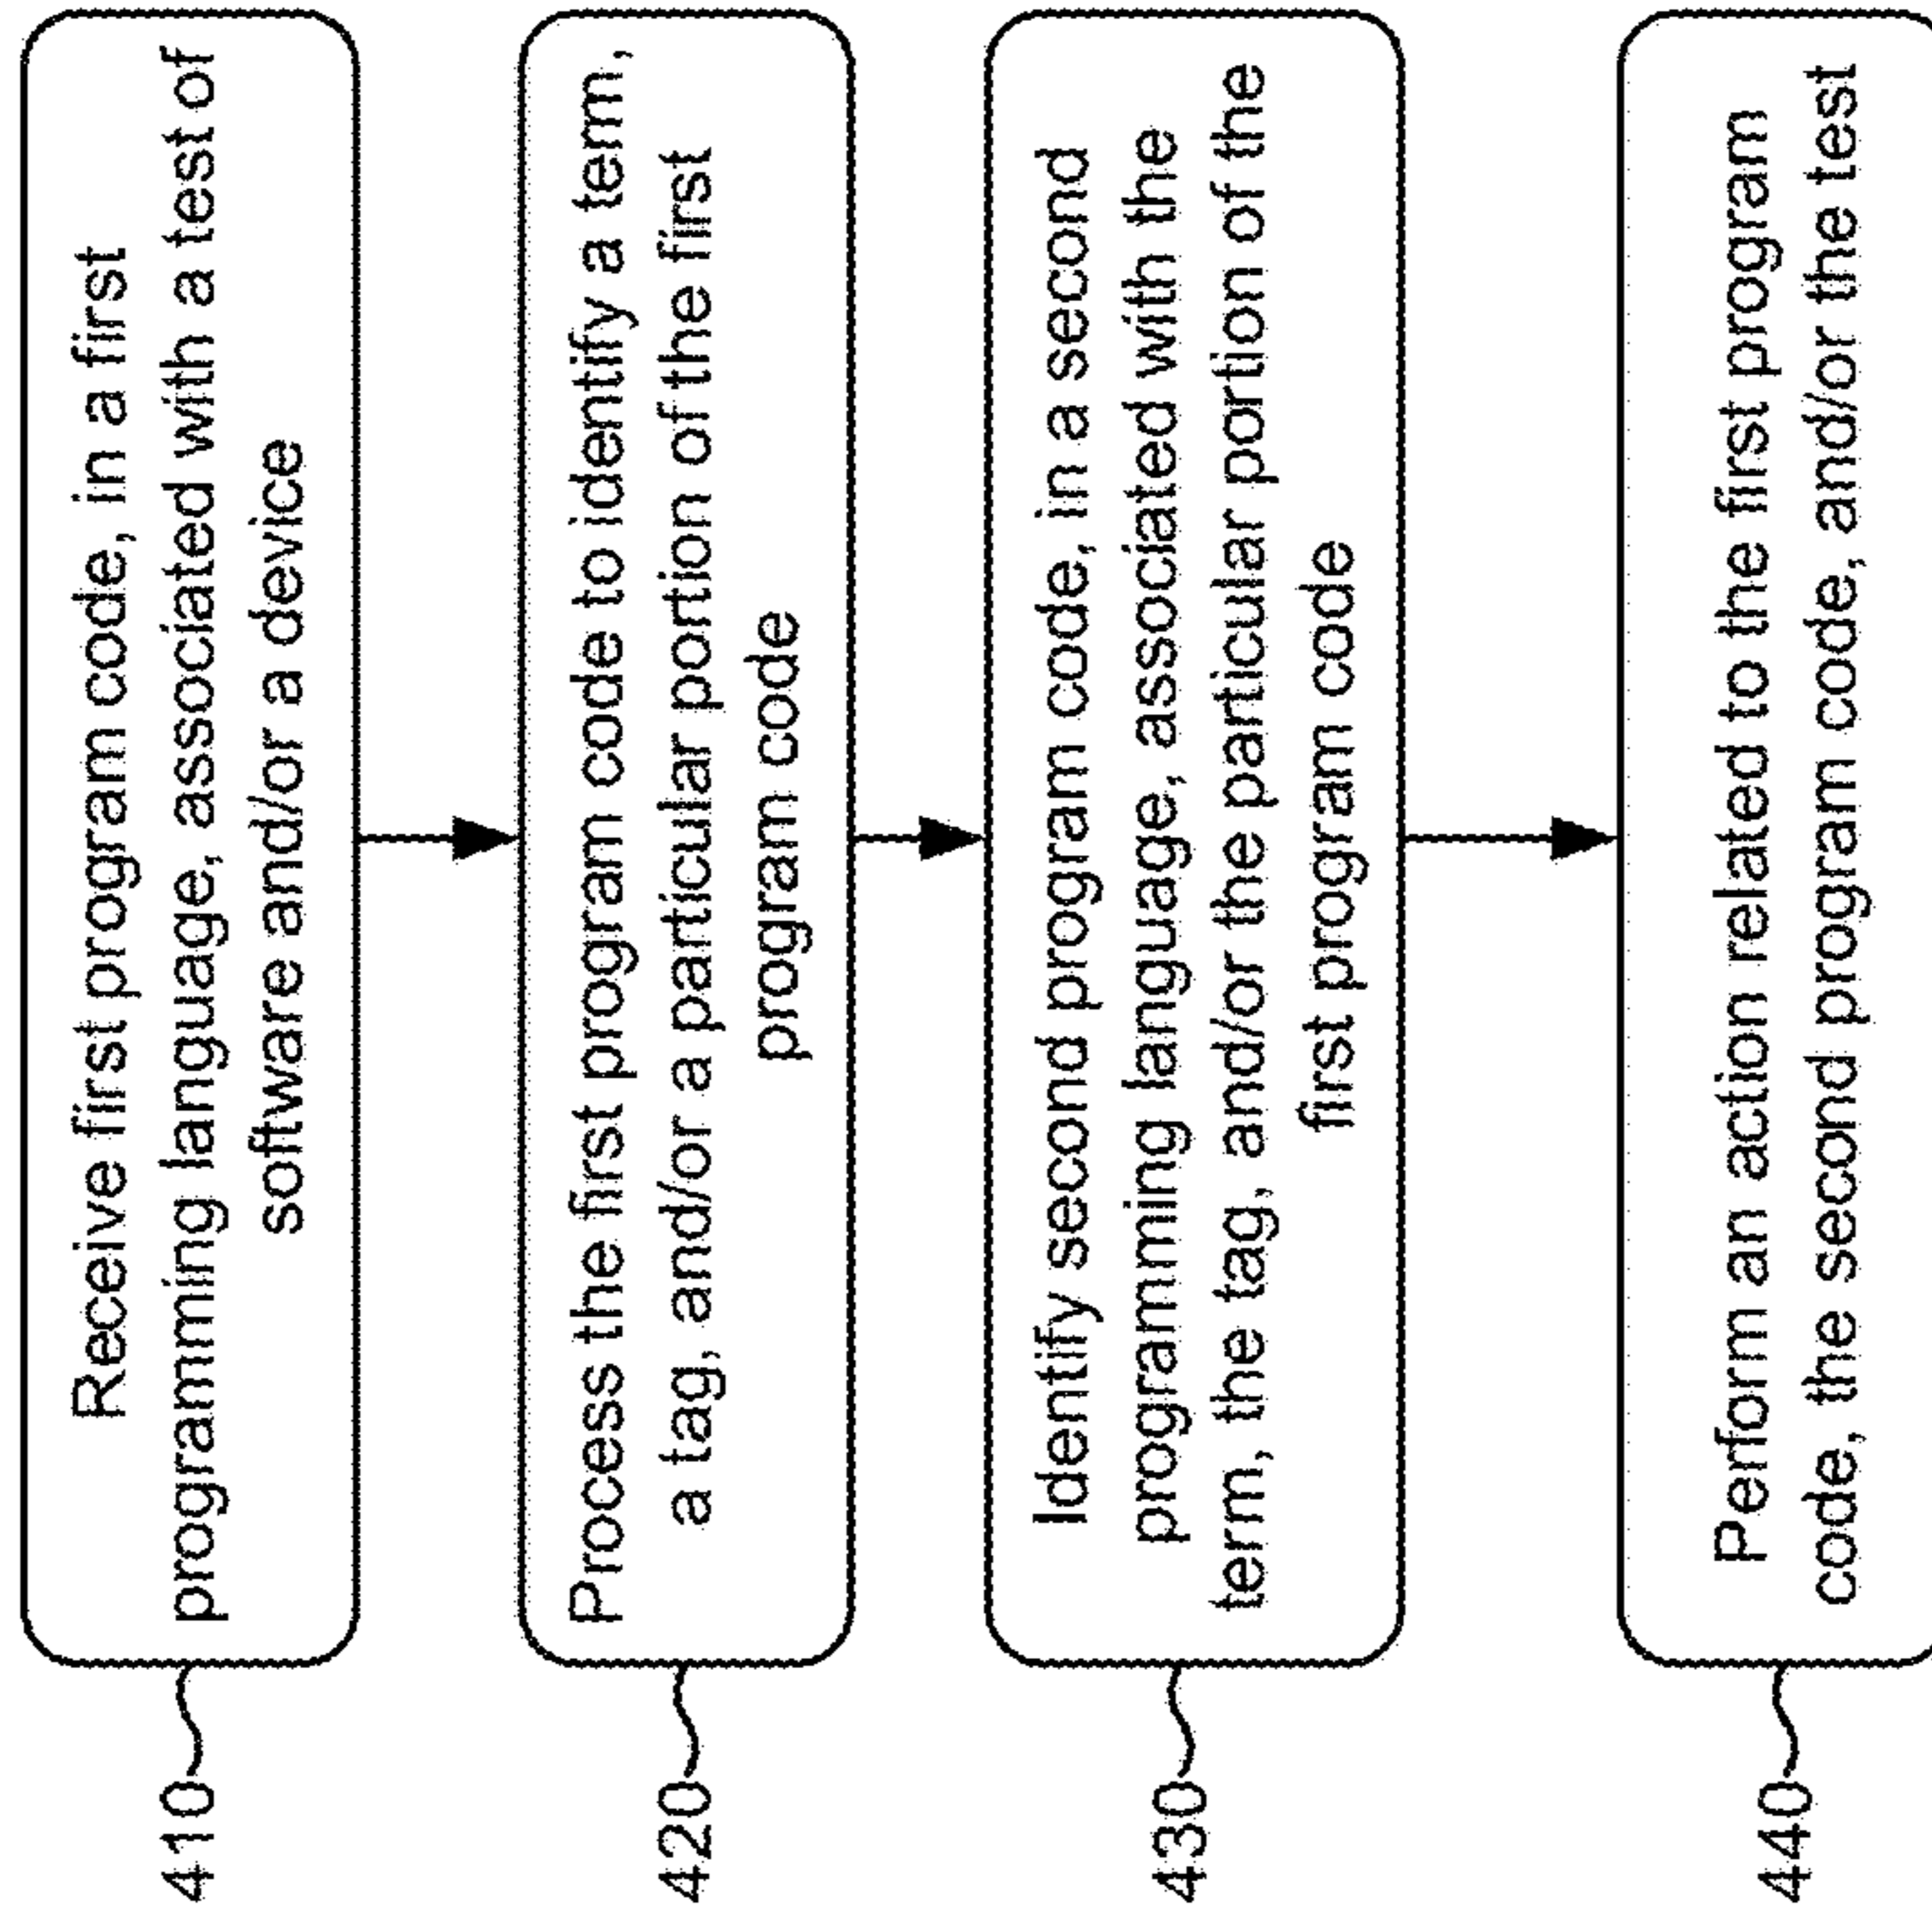 410
Receive first program code, in a first
programming language, associated with a test of
software and/or a device
420
Process the first program code to identify a term,
a tag, and/or a particular portion of the first
program code
430
Identify second program code, in a second
programming language, associated with the
term, the tag, and/or the particular portion of the
first program code
440
Perform an action related to the first program
code, the second program code, and/or the test